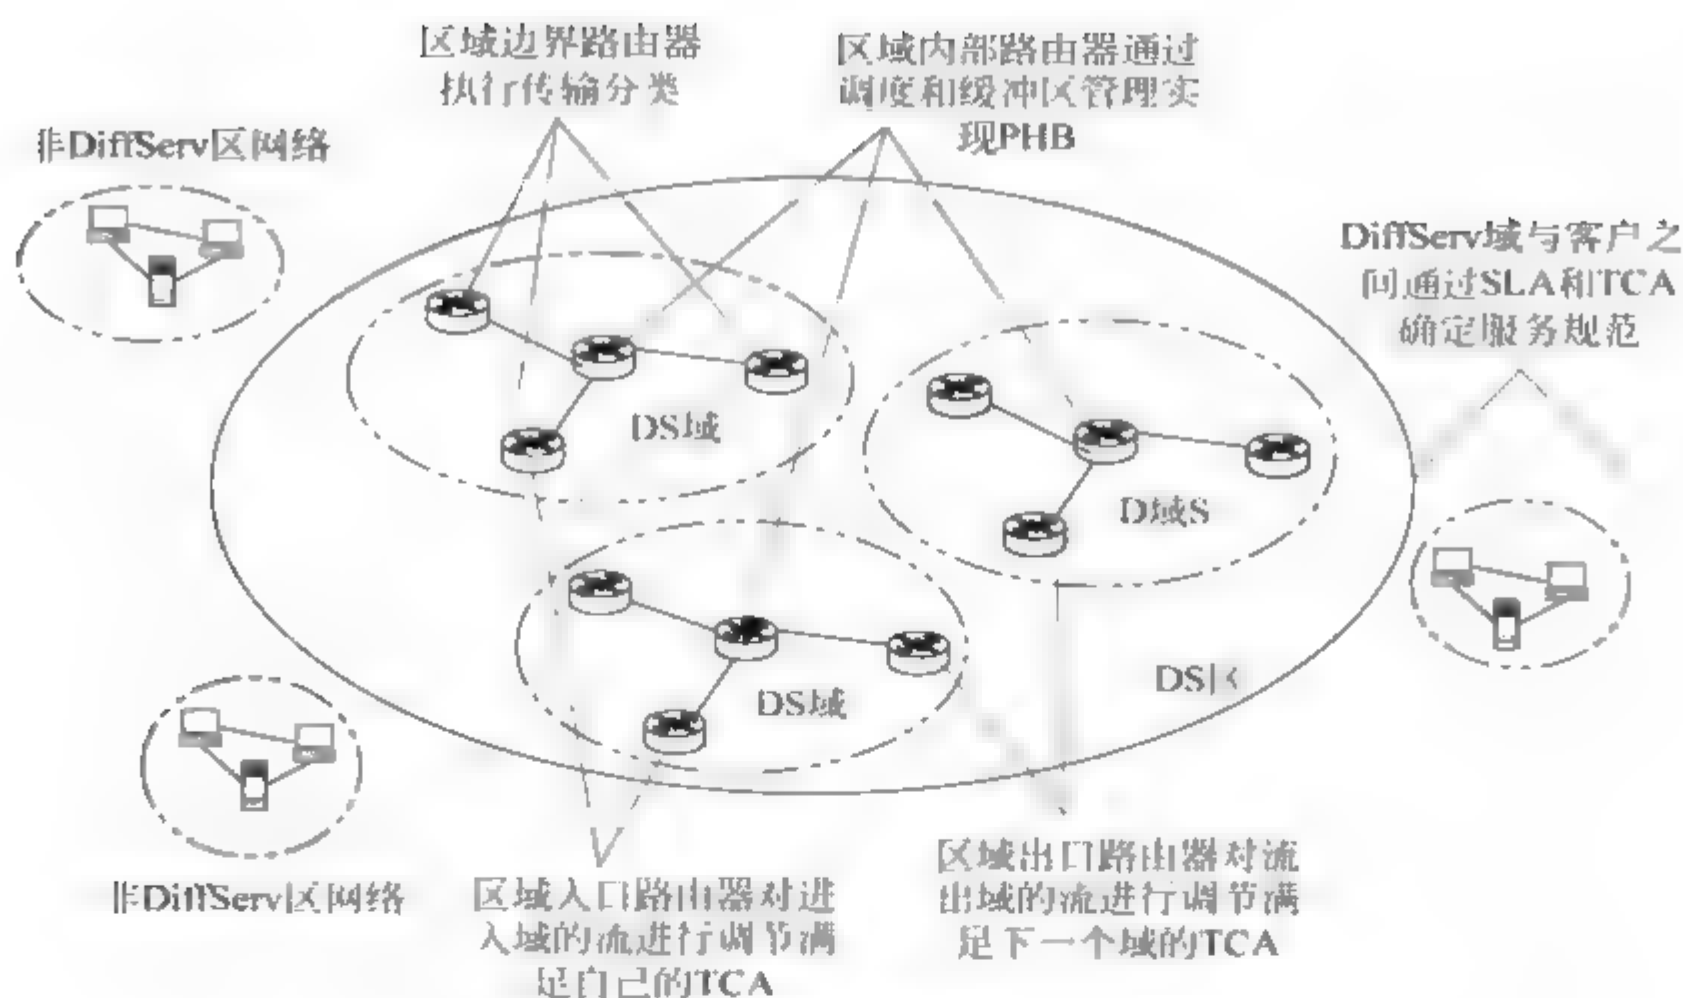 区域边界路由器
执行传输分类
区域内部路由器通过
调度和缓冲区管理实
现PHB
非DiffServ区网络
DiffServ域与客户之
间通过SLA和TCA
确定服务规范
DS域
D域S
DS域
DS区
非DiffServ区网络
区域入口路由器对进
入域的流进行调节满
足自己的TCA
区域出口路由器对流
出域的流进行调节满
足下一个域的TCA